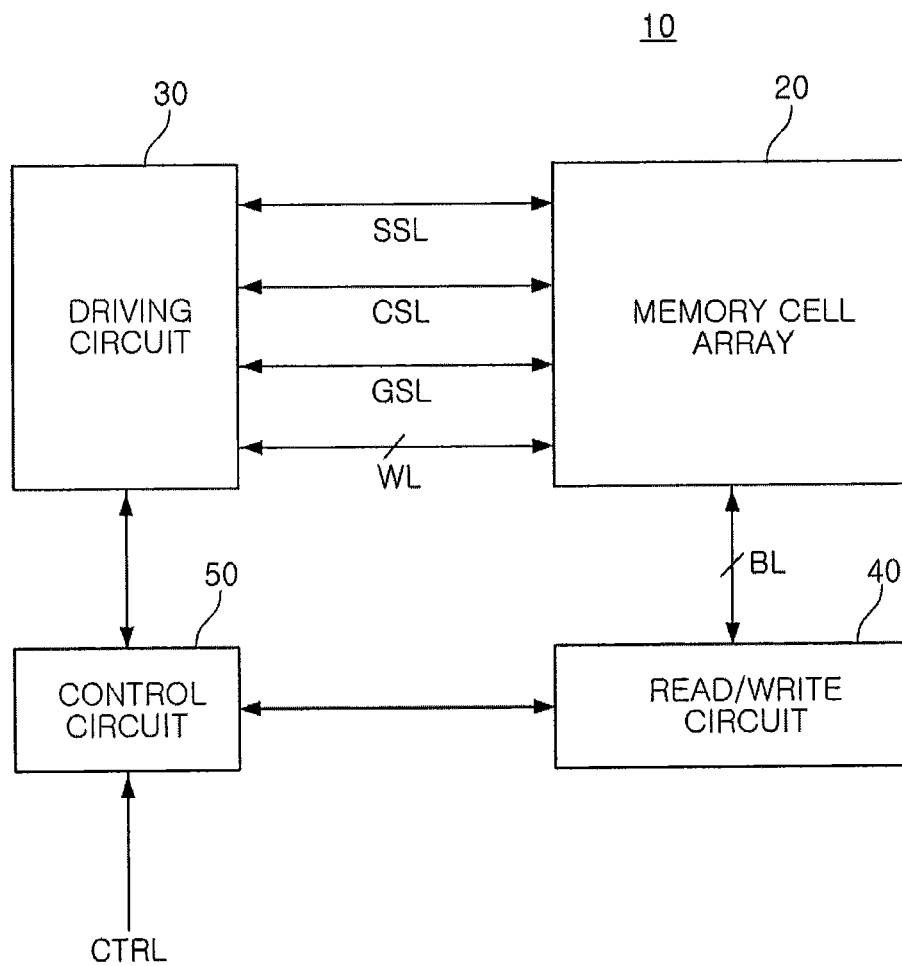 10
30
20
SSL
CSL
GSL
WL
DRIVING
CIRCUIT
MEMORY CELL
ARRAY
BL
50
40
CONTROL
CIRCUIT
READ/WRITE
CIRCUIT
CTRL